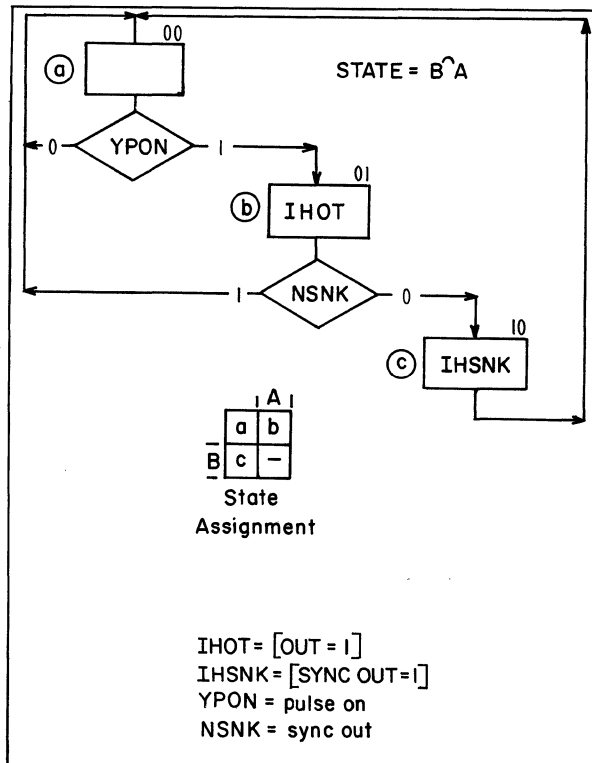 00
a
STATE = B^A
0 YPON 1
01
b IHOT
1 NSNK 0
10
c IHSNK
A
a b
B c –
State
Assignment
IHOT = [OUT = 1]
IHSNK = [SYNC OUT=1]
YPON = pulse on
NSNK = sync out